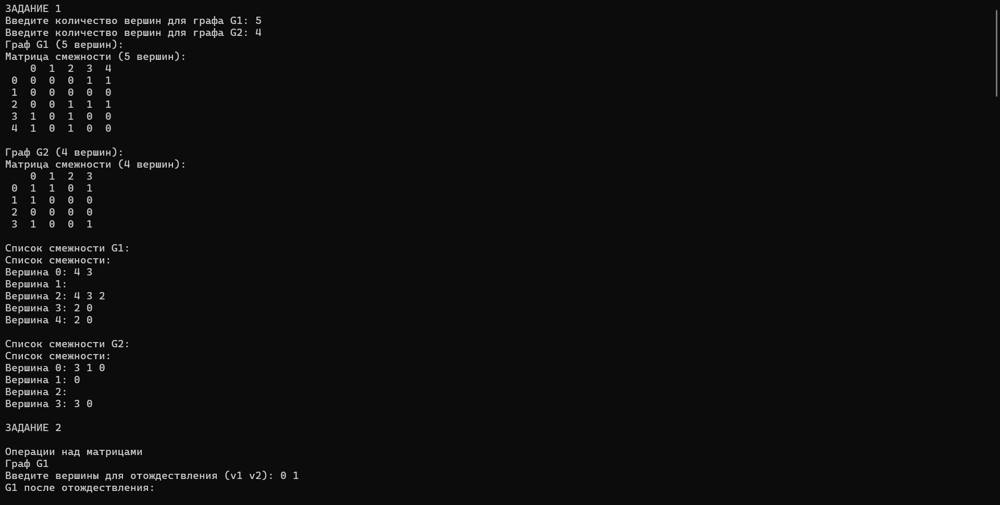 ЗАДАНИЕ 1
Введите количество вершин для графа G1: 5
Введите количество вершин для графа G2: 4
Граф G1 (5 вершин):
Матрица смежности (5 вершин):
    0  1  2  3  4
 0  0  0  0  1  1
 1  0  0  0  0  0
 2  0  0  1  1  1
 3  1  0  1  0  0
 4  1  0  1  0  0

Граф G2 (4 вершин):
Матрица смежности (4 вершин):
    0  1  2  3
 0  1  1  0  1
 1  1  0  0  0
 2  0  0  0  0
 3  1  0  0  1

Список смежности G1:
Список смежности:
Вершина 0: 4 3
Вершина 1:
Вершина 2: 4 3 2
Вершина 3: 2 0
Вершина 4: 2 0

Список смежности G2:
Список смежности:
Вершина 0: 3 1 0
Вершина 1: 0
Вершина 2:
Вершина 3: 3 0

ЗАДАНИЕ 2

Операции над матрицами
Граф G1
Введите вершины для отождествления (v1 v2): 0 1
G1 после отождествления: